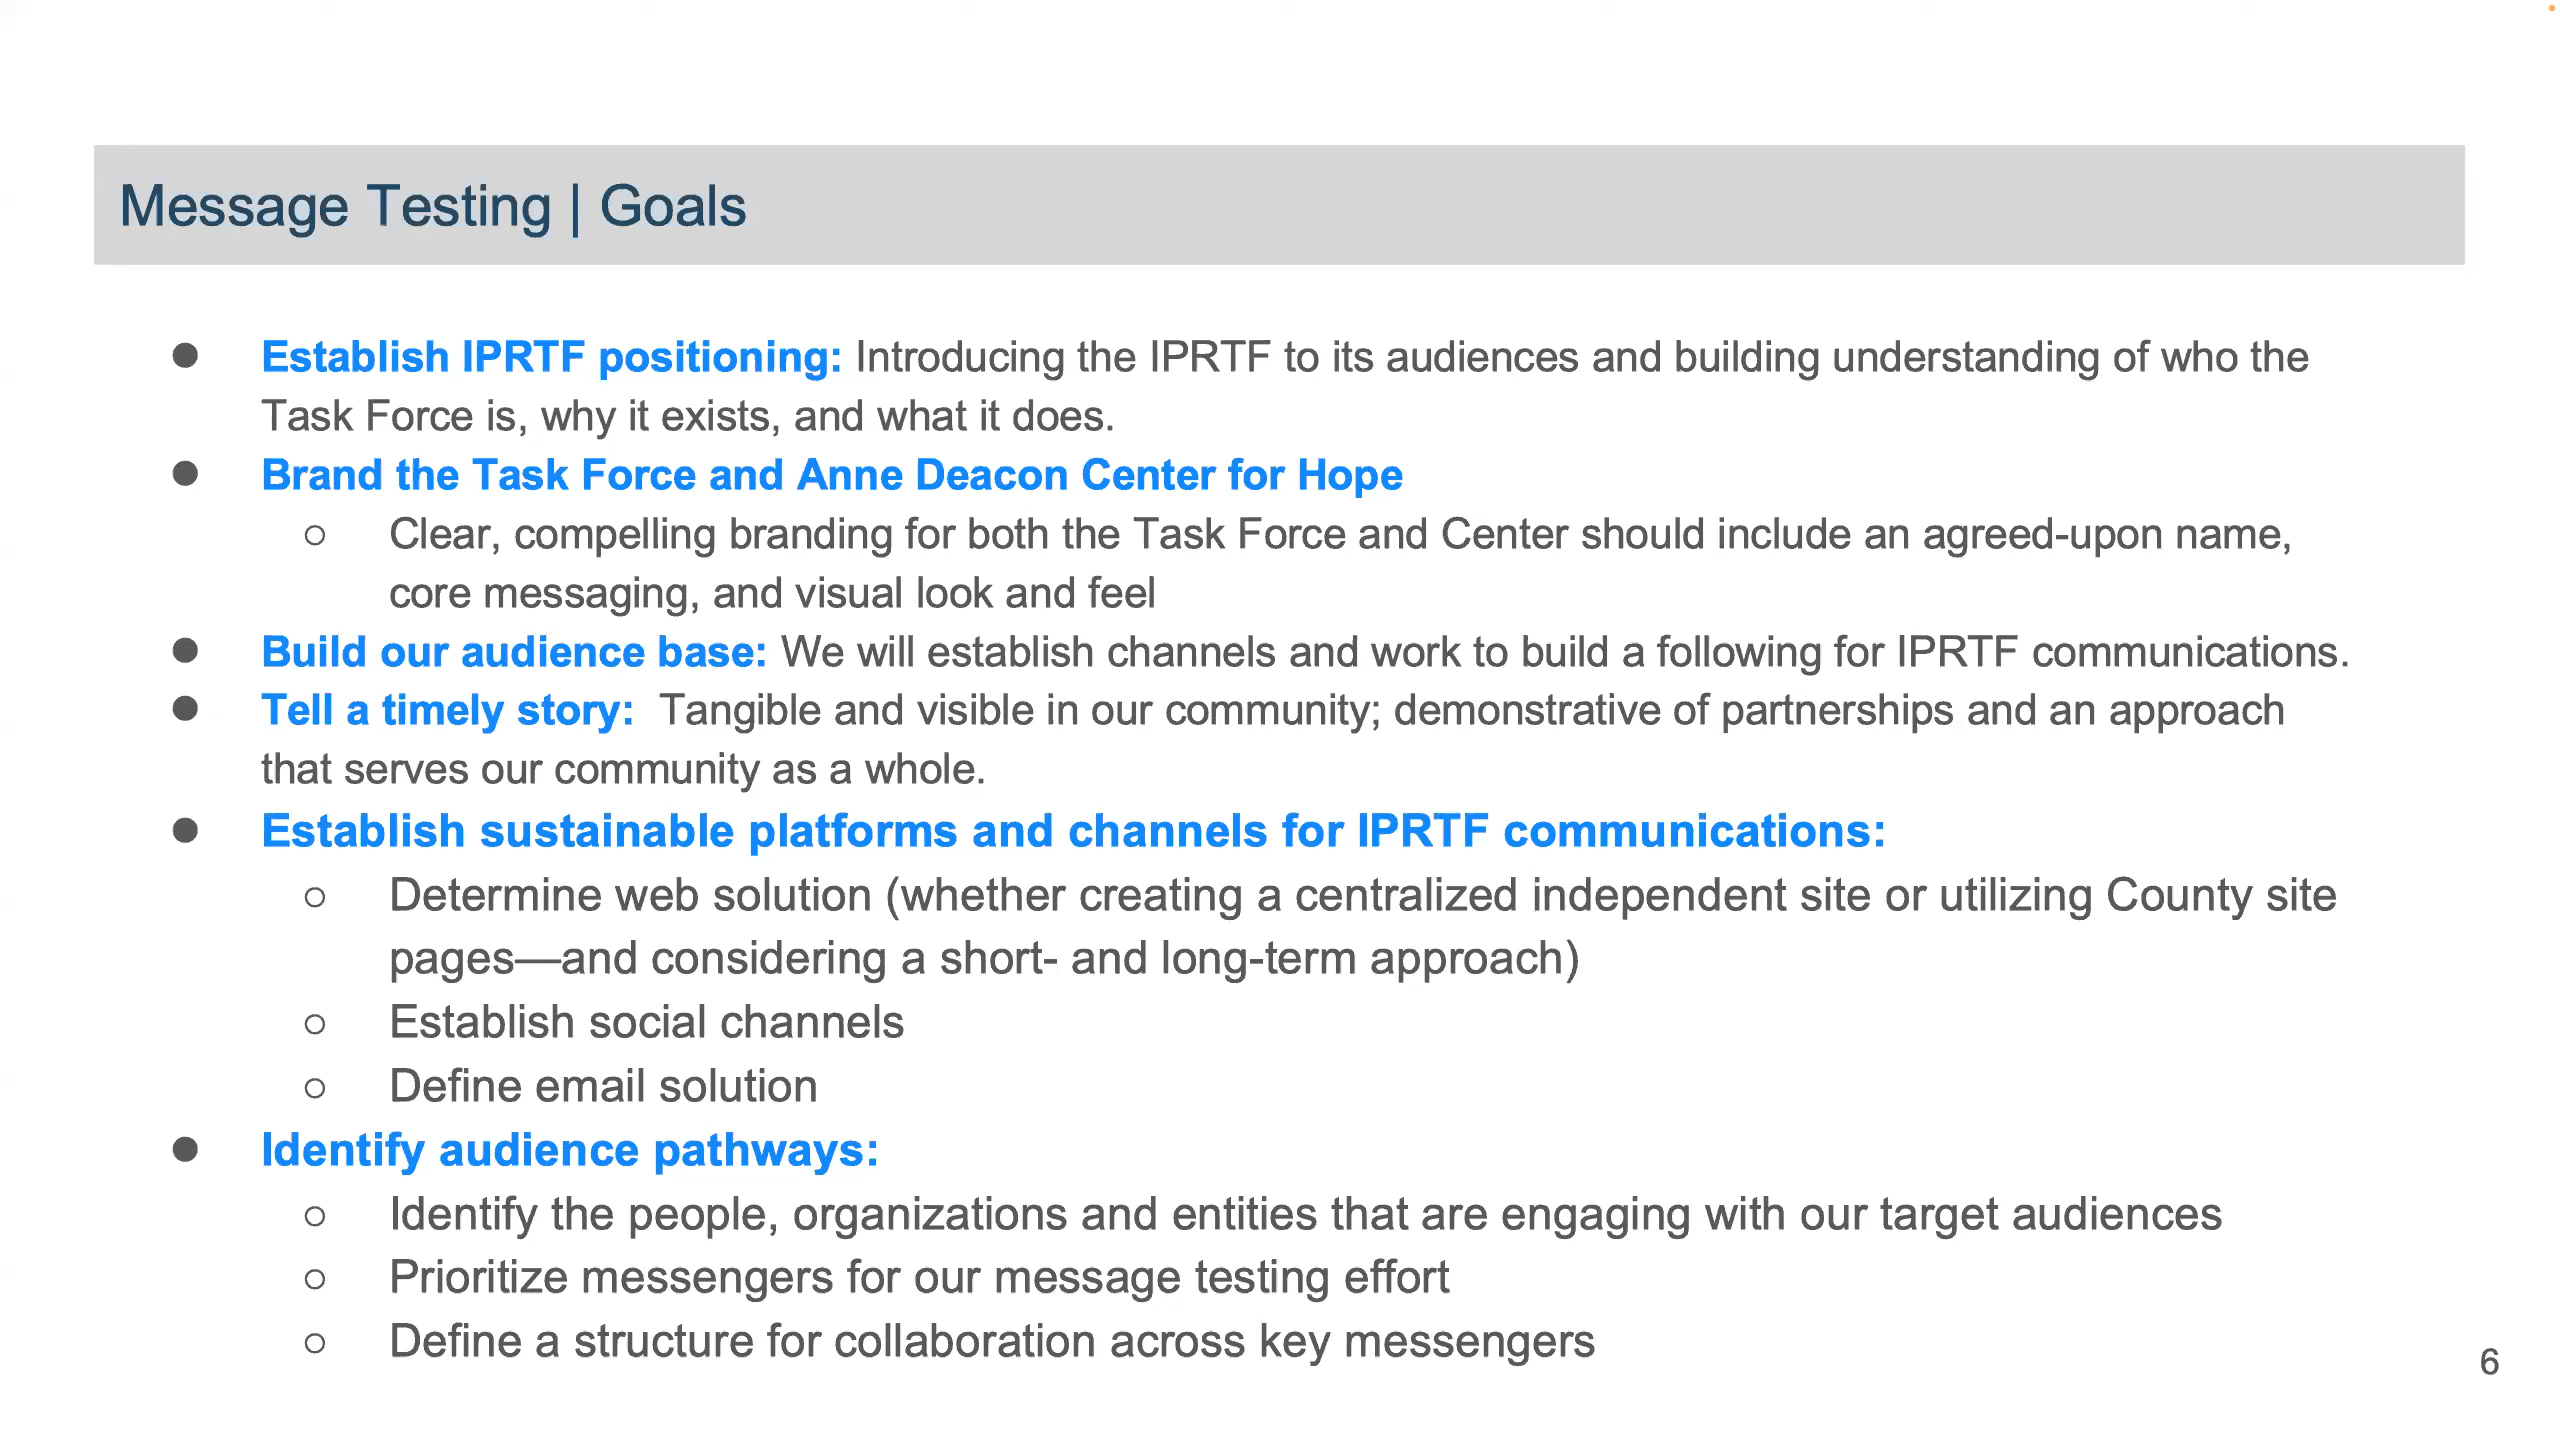 Message Testing | Goals
● Establish IPRTF positioning: Introducing the IPRTF to its audiences and building understanding of who the
Task Force is, why it exists, and what it does.
● Brand the Task Force and Anne Deacon Center for Hope
○ Clear, compelling branding for both the Task Force and Center should include an agreed-upon name,
core messaging, and visual look and feel
● Build our audience base: We will establish channels and work to build a following for IPRTF communications.
● Tell a timely story:  Tangible and visible in our community; demonstrative of partnerships and an approach
that serves our community as a whole.
● Establish sustainable platforms and channels for IPRTF communications:
○ Determine web solution (whether creating a centralized independent site or utilizing County site
pages—and considering a short- and long-term approach)
○ Establish social channels
○ Define email solution
● Identify audience pathways:
○ Identify the people, organizations and entities that are engaging with our target audiences
○ Prioritize messengers for our message testing effort
○ Define a structure for collaboration across key messengers
6